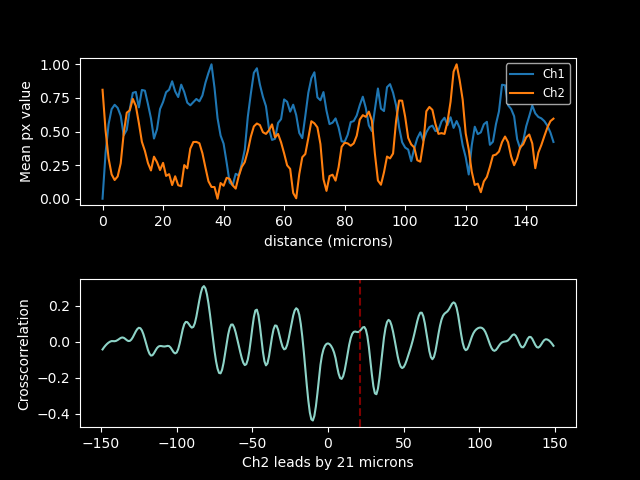 1.00
0.75
0.50
0.25
0.00
Mean px value
Ch1
Ch2
0 20 40 60 80 100 120 140
distance (microns)
0.2
0.0
−0.2
−0.4
Crosscorrelation
−150 −100 −50 0 50 100 150
Ch2 leads by 21 microns